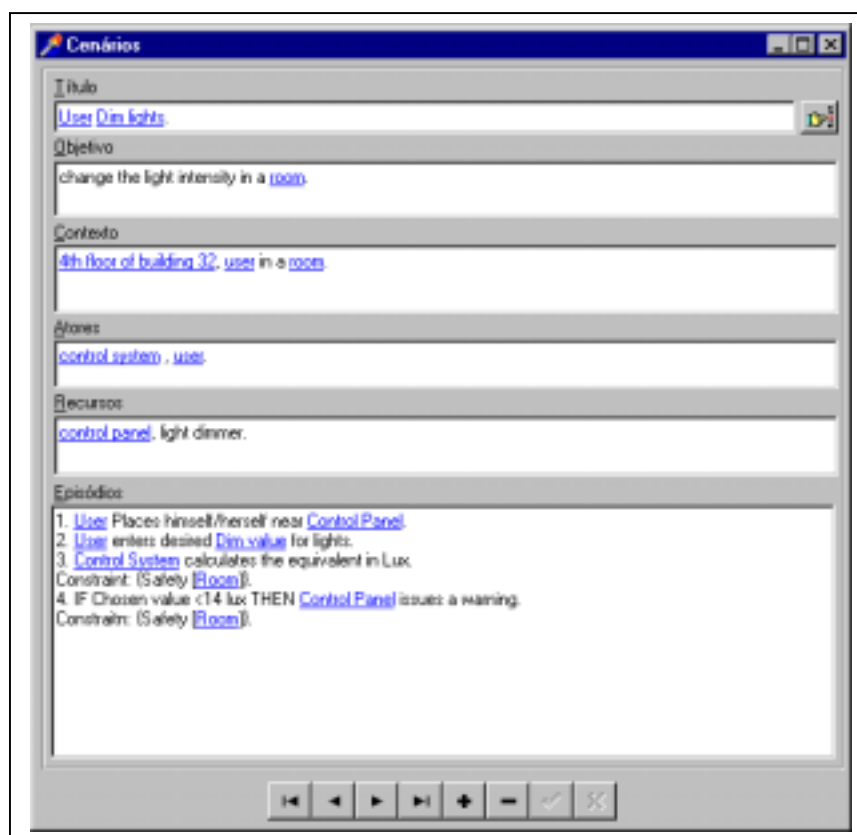 Cenários
Título
User Dim lights.
Objetivo
change the light intensity in a room.
Contexto
4th floor of building 32, user in a room.
Atores
control system , user.
Recursos
control panel, light dimmer.
Episódios
1. User Places himself/herself near Control Panel.
2. User enters desired Dim value for lights.
3. Control System calculates the equivalent in Lux.
Constraint: (Safety [Room]).
4. IF Chosen value <14 lux THEN Control Panel issues a warning.
Constraitn: (Safety [Room]).